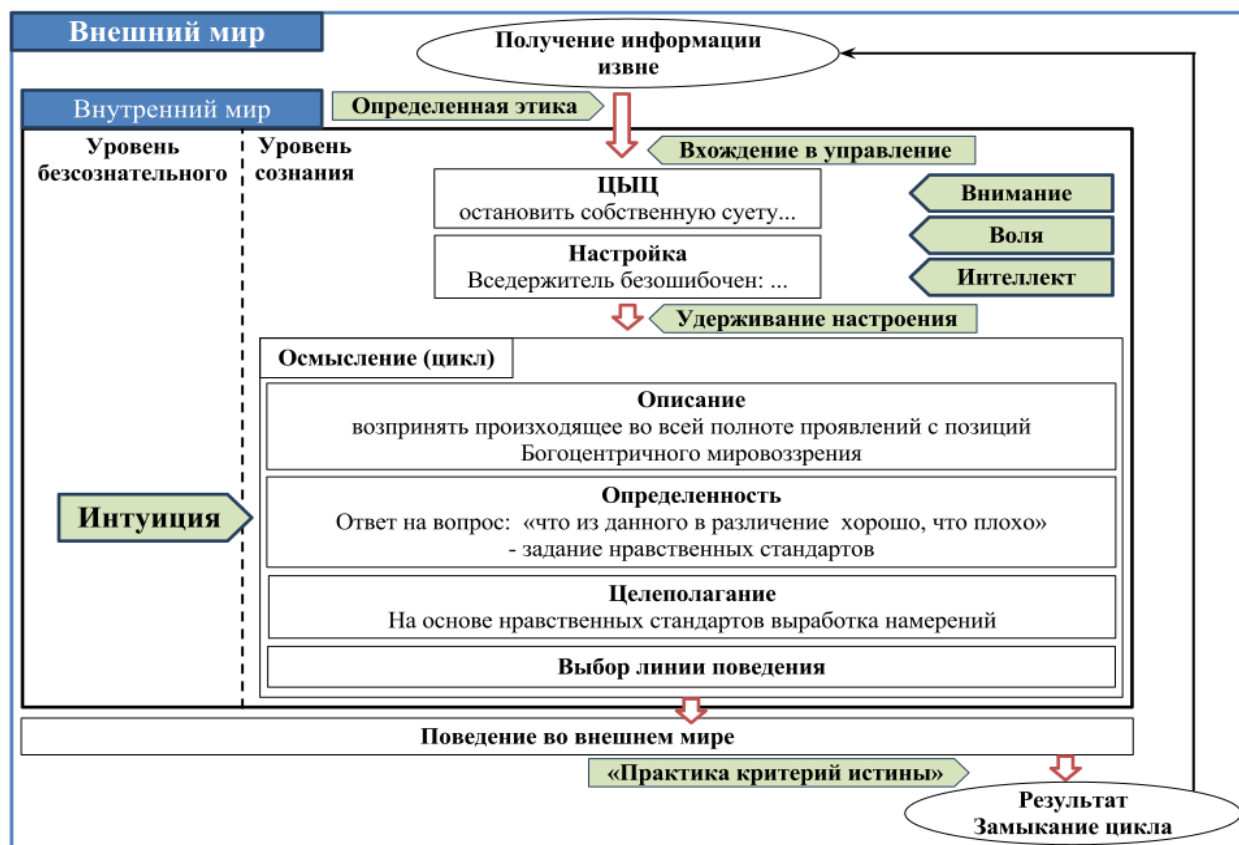 Внешний мир
Получение информации
извне
Внутренний мир
Определенная этика
Уровень
безсознательного
Уровень
сознания
Вхождение в управление
ЦЫЦ
остановить собственную суету...
Настройка
Вседержитель безошибочен: ...
Внимание
Воля
Интеллект
Удерживание настроения
Осмысление (цикл)
Описание
возпринять происходящее во всей полноте проявлений с позиций
Богоцентричного мировоззрения
Интуиция
Определенность
Ответ на вопрос: «что из данного в различение хорошо, что плохо»
- задание нравственных стандартов
Целеполагание
На основе нравственных стандартов выработка намерений
Выбор линии поведения
Поведение во внешнем мире
«Практика критерий истины»
Результат
Замыкание цикла